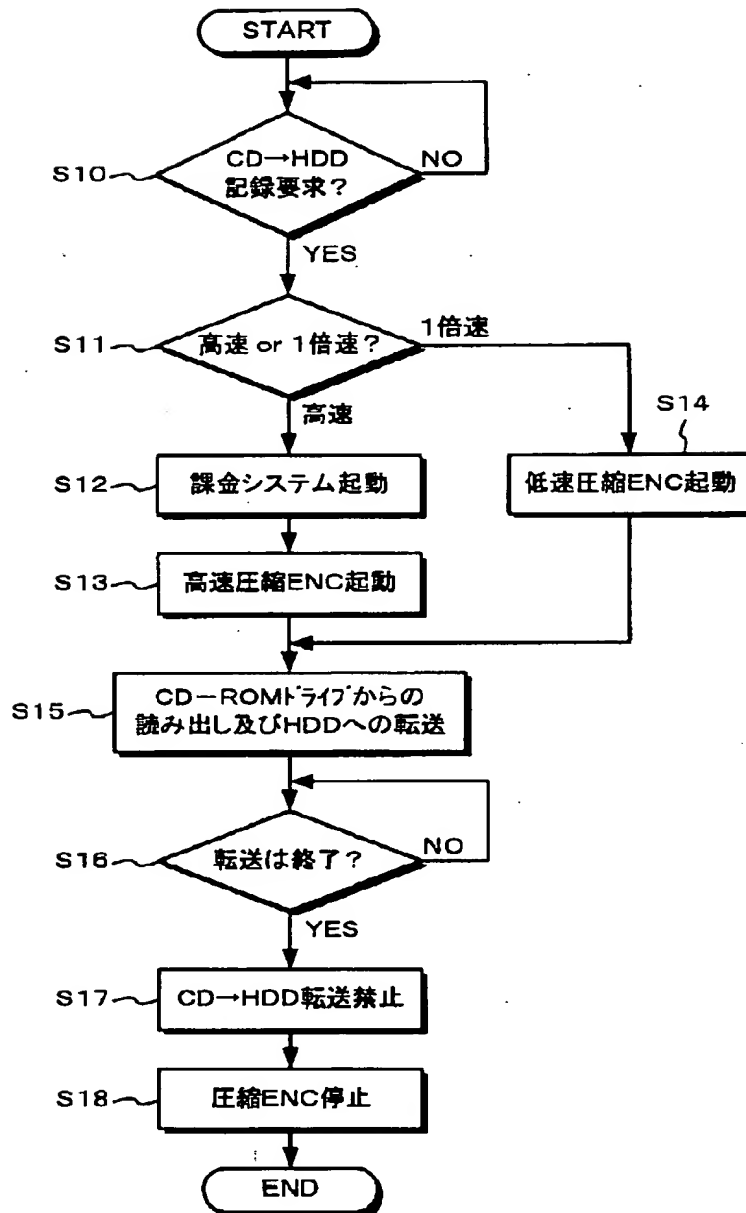 START
CD→HDD
記録要求?
S10
NO
YES
高速 or 1倍速?
S11
1倍速
高速
S14
課金システム起動
S12
低速圧縮ENC起動
高速圧縮ENC起動
S13
CD－ROMドライブからの
読み出し及びHDDへの転送
S15
転送は終了?
S16
NO
YES
CD→HDD転送禁止
S17
圧縮ENC停止
S18
END